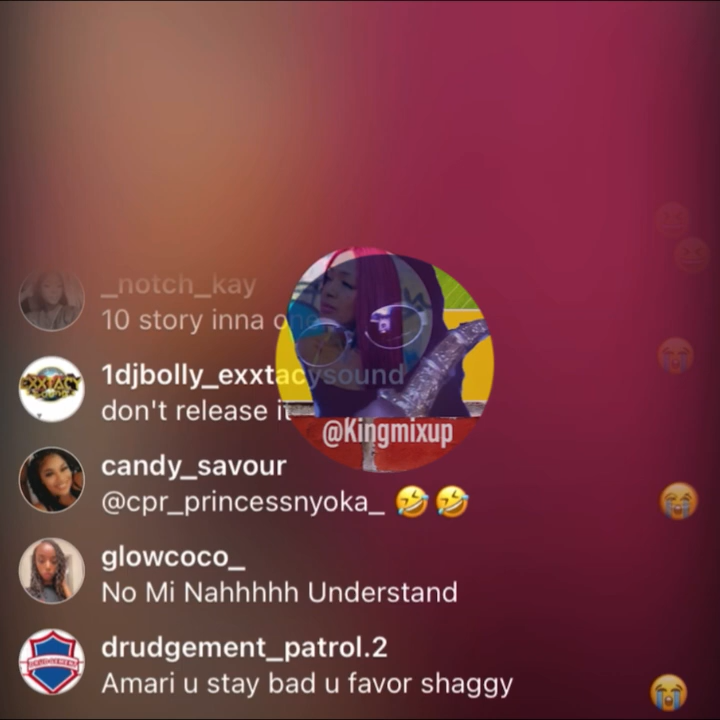 _notch_kay
10 story inna one
1djbolly_exxtacysound
don't release it
@Kingmixup
candy_savour
@cpr_princessnyoka_ 🤣🤣
glowcoco_
No Mi Nahhhhh Understand
drudgement_patrol.2
Amari u stay bad u favor shaggy